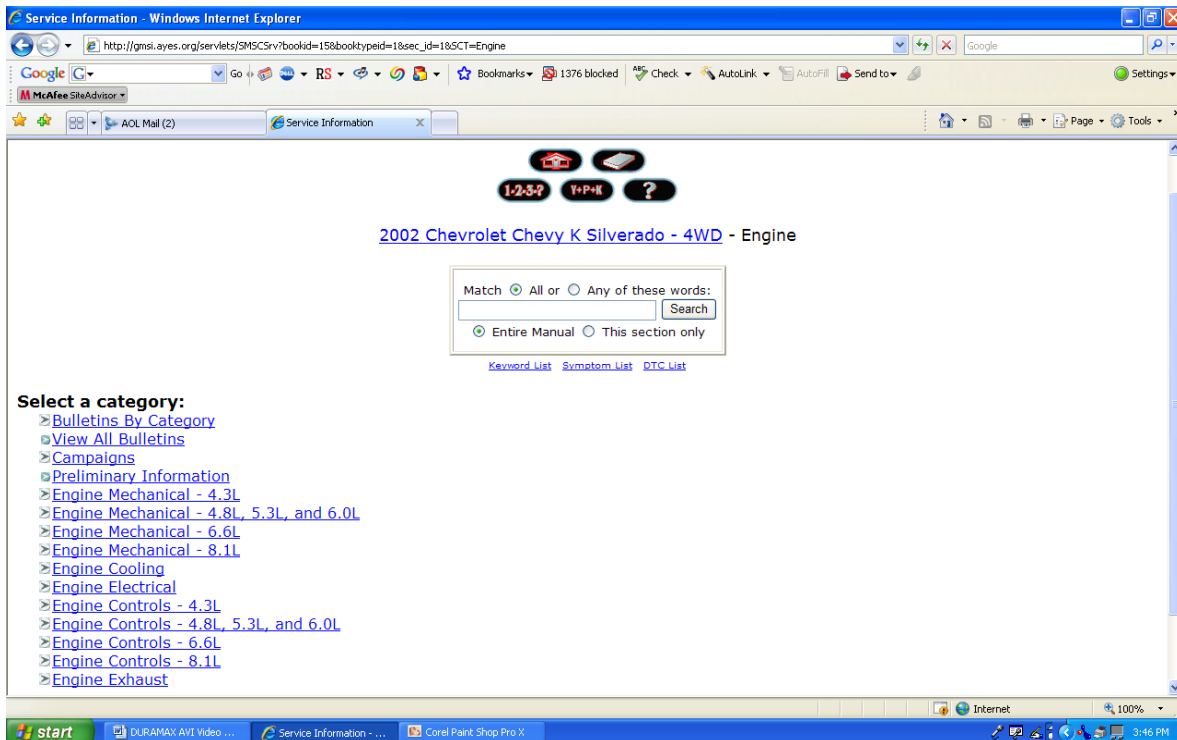 Service Information - Windows Internet Explorer
http://gmsi.ayes.org/servlets/SMSCSrv?bookid=15&booktypeid=1&sec_id=1&SCT=Engine
Google
Google G Go RS Bookmarks 1376 blocked ABC Check AutoLink AutoFill Send to Settings
M McAfee SiteAdvisor
AOL Mail (2) Service Information X Page Tools
1-2-3-? Y+P+K ?
2002 Chevrolet Chevy K Silverado - 4WD - Engine
Match All or Any of these words:
Search
Entire Manual This section only
Keyword List Symptom List DTC List
Select a category:
Bulletins By Category
View All Bulletins
Campaigns
Preliminary Information
Engine Mechanical - 4.3L
Engine Mechanical - 4.8L, 5.3L, and 6.0L
Engine Mechanical - 6.6L
Engine Mechanical - 8.1L
Engine Cooling
Engine Electrical
Engine Controls - 4.3L
Engine Controls - 4.8L, 5.3L, and 6.0L
Engine Controls - 6.6L
Engine Controls - 8.1L
Engine Exhaust
Internet 100%
start DURAMAX AVI Video ... Service Information - ... Corel Paint Shop Pro X 3:46 PM